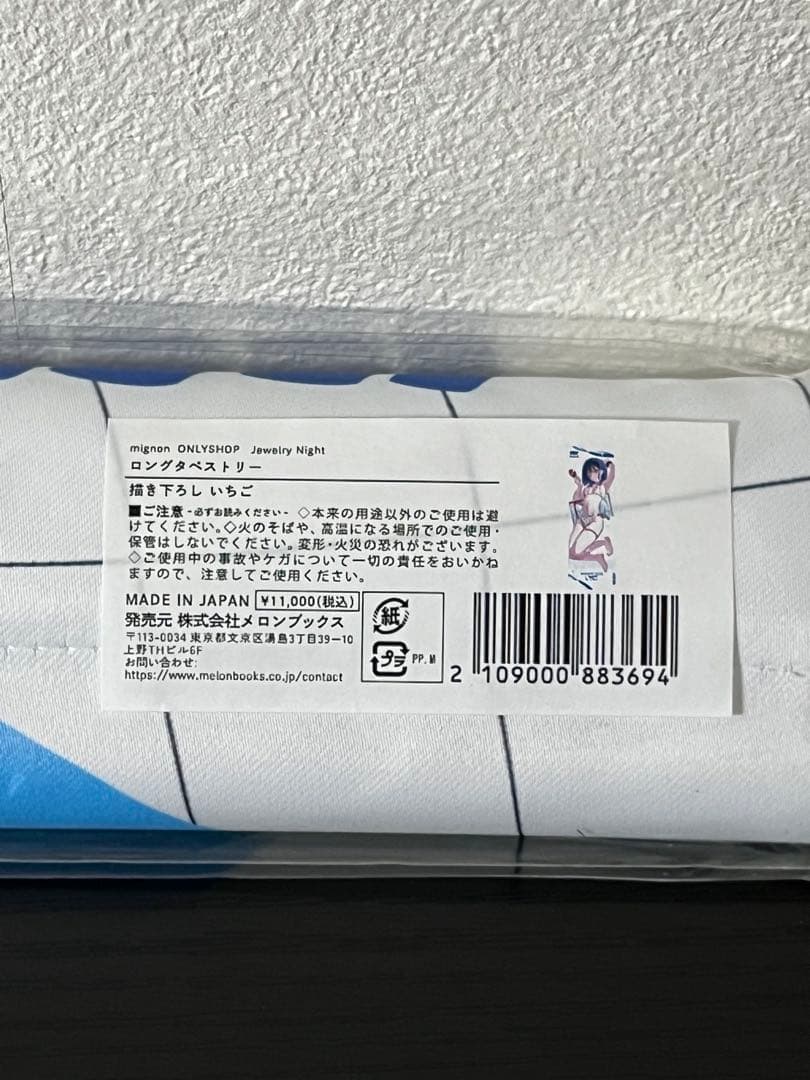 mignon ONLYSHOP Jewelry Night
ロングタペストリー
描き下ろし いちご
■ご注意 -必ずお読みください- ◇本来の用途以外のご使用は避
けてください。◇火のそばや、高温になる場所でのご使用・
保管はしないでください。変形・火災の恐れがございます。
◇ご使用中の事故やケガについて一切の責任をおいかね
ますので、注意してご使用ください。
MADE IN JAPAN ¥11,000(税込)
発売元 株式会社メロンブックス
〒113-0034 東京都文京区湯島3丁目39-10
上野THビル6F
お問い合わせ:
https://www.melonbooks.co.jp/contact
紙
プラ PP. M
2 109000 883694